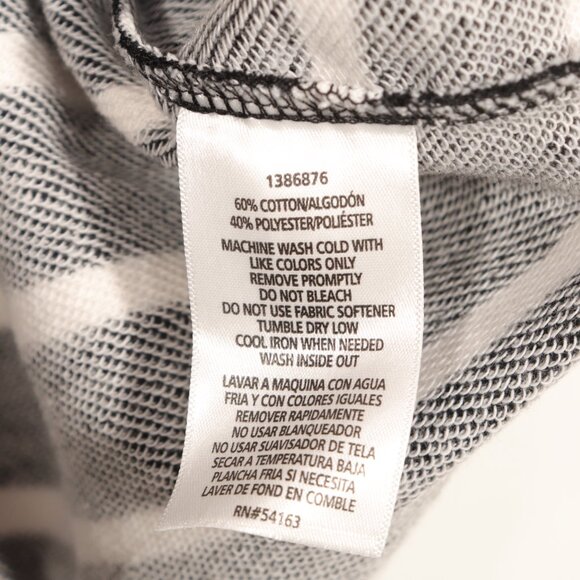 1386876
60% COTTON/ALGODÓN
40% POLYESTER/POLIÉSTER
MACHINE WASH COLD WITH
LIKE COLORS ONLY
REMOVE PROMPTLY
DO NOT BLEACH
DO NOT USE FABRIC SOFTENER
TUMBLE DRY LOW
COOL IRON WHEN NEEDED
WASH INSIDE OUT
LAVAR A MAQUINA CON AGUA
FRIA Y CON COLORES IGUALES
REMOVER RAPIDAMENTE
NO USAR BLANQUEADOR
NO USAR SUAVISADOR DE TELA
SECAR A TEMPERATURA BAJA
PLANCHA FRIA SI NECESITA
LAVER DE FOND EN COMBLE
RN#54163